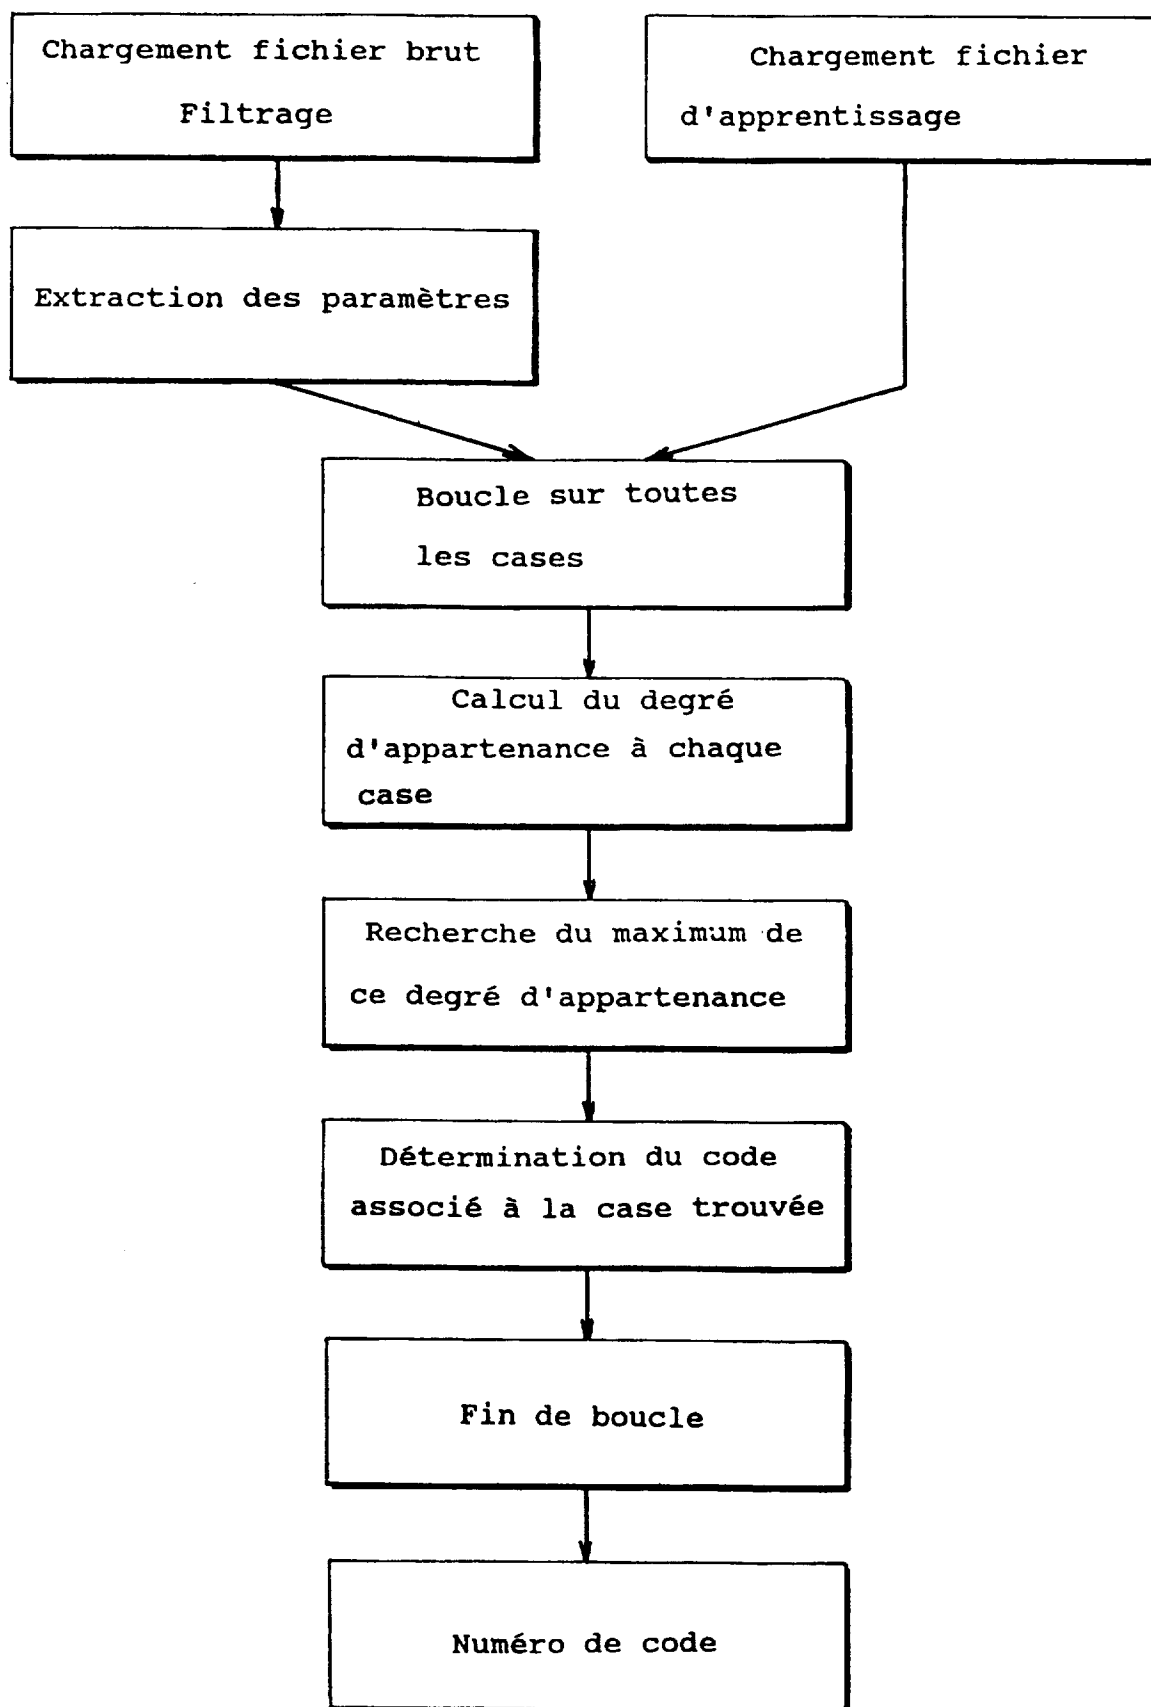 Chargement fichier brut
Filtrage
Chargement fichier
d'apprentissage
Extraction des paramètres
Boucle sur toutes
les cases
Calcul du degré
d'appartenance à chaque
case
Recherche du maximum de
ce degré d'appartenance
Détermination du code
associé à la case trouvée
Fin de boucle
Numéro de code